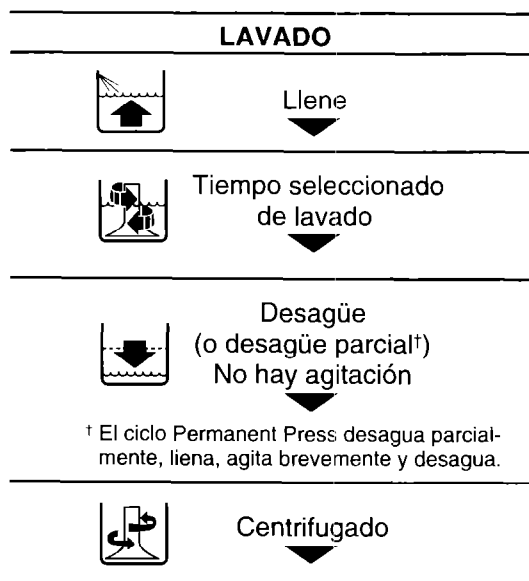 LAVADO
Llene
Tiempo seleccionado
de lavado
Desagüe
(o desagüe parcial†)
No hay agitación
† El ciclo Permanent Press desagua parcial-
mente, liena, agita brevemente y desagua.
Centrifugado